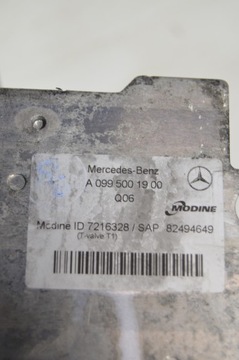 Mercedes-Benz
A 099 500 19 00
Q06
MODINE
Modine ID 7216328 / SAP 82494649
(T-valve T1)